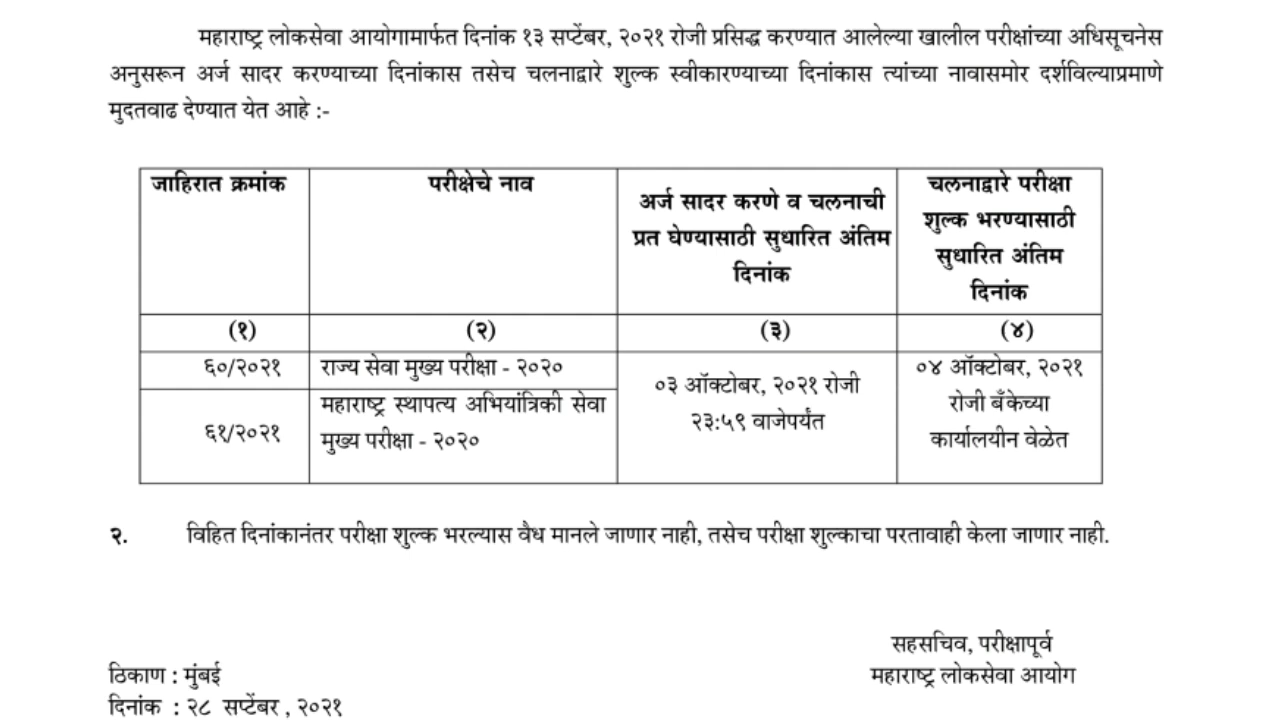 महाराष्ट्र लोकसेवा आयोगामार्फत दिनांक १३ सप्टेंबर, २०२१ रोजी प्रसिद्ध करण्यात आलेल्या खालील परीक्षांच्या अधिसूचनेस
अनुसरून अर्ज सादर करण्याच्या दिनांकास तसेच चलनाद्वारे शुल्क स्वीकारण्याच्या दिनांकास त्यांच्या नावासमोर दर्शविल्याप्रमाणे
मुदतवाढ देण्यात येत आहे :-
जाहिरात क्रमांक
परीक्षेचे नाव
अर्ज सादर करणे व चलनाची
प्रत घेण्यासाठी सुधारित अंतिम
दिनांक
चलनाद्वारे परीक्षा
शुल्क भरण्यासाठी
सुधारित अंतिम
दिनांक
(१) (२) (३) (४)
६०/२०२१
राज्य सेवा मुख्य परीक्षा - २०२०
६१/२०२१
महाराष्ट्र स्थापत्य अभियांत्रिकी सेवा
मुख्य परीक्षा - २०२०
०३ ऑक्टोबर, २०२१ रोजी
२३:५९ वाजेपर्यंत
०४ ऑक्टोबर, २०२१
रोजी बँकेच्या
कार्यालयीन वेळेत
२. विहित दिनांकानंतर परीक्षा शुल्क भरल्यास वैध मानले जाणार नाही, तसेच परीक्षा शुल्काचा परतावाही केला जाणार नाही.
सहसचिव, परीक्षापूर्व
महाराष्ट्र लोकसेवा आयोग
ठिकाण : मुंबई
दिनांक : २८ सप्टेंबर , २०२१